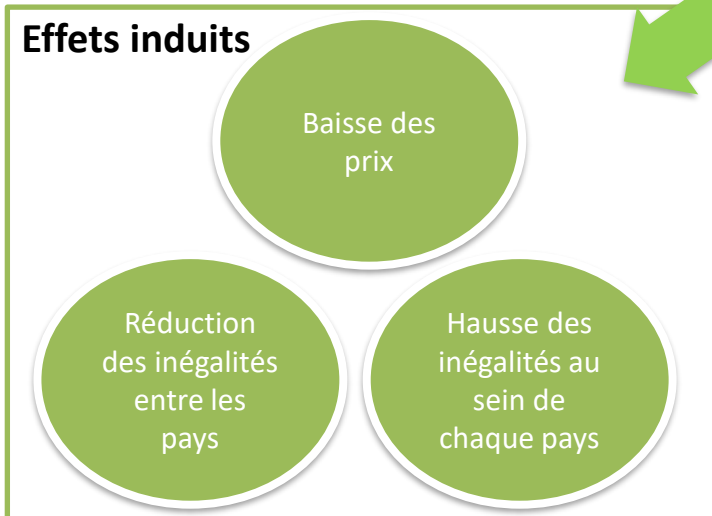 Effets induits
Baisse des
prix
Réduction
des inégalités
entre les
pays
Hausse des
inégalités au
sein de
chaque pays